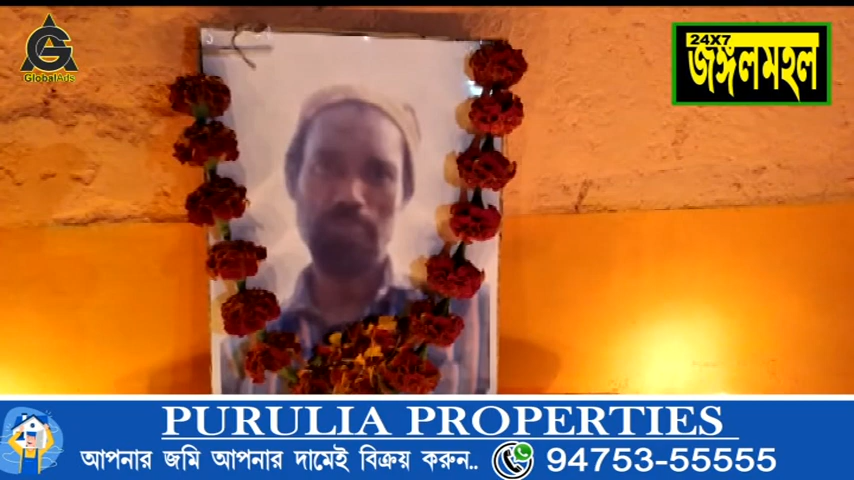 GlobalAds
24X7
জঙ্গলমহল
PURULIA PROPERTIES
আপনার জমি আপনার দামেই বিক্রয় করুন..
94753-55555